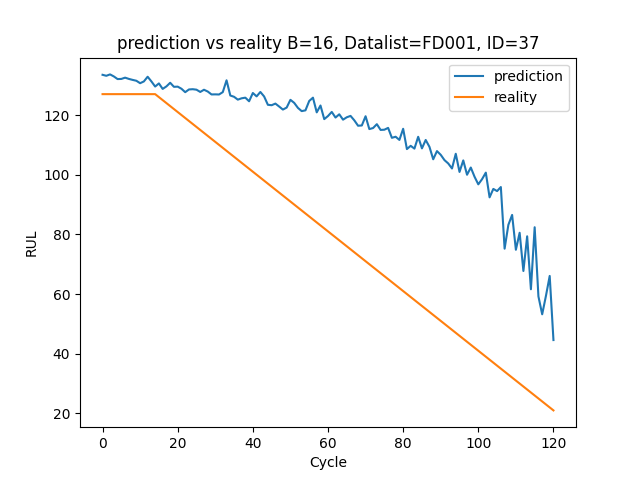 prediction vs reality B=16, Datalist=FD001, ID=37
prediction
reality
RUL
120
100
80
60
40
20
0 20 40 60 80 100 120
Cycle